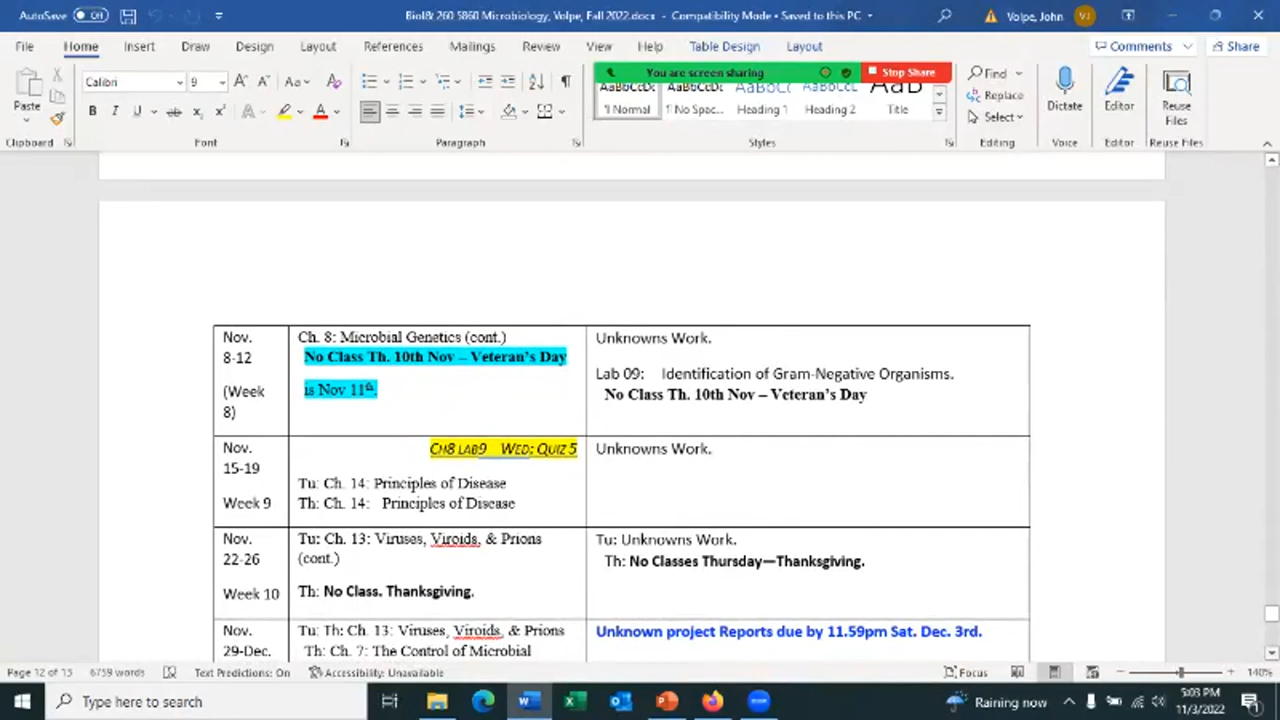 AutoSave Off Biol& 260 5860 Microbiology, Volpe, Fall 2022.docx - Compatibility Mode • Saved to this PC Volpe, John VJ
File Home Insert Draw Design Layout References Mailings Review View Help Table Design Layout Comments Share
You are screen sharing Stop Share
Calibri 9 Find
Paste Replace Dictate Editor Reuse Files
B I U ab x₂ x² A A Normal No Spac... Heading 1 Heading 2 Title Select
Clipboard Font Paragraph Styles Editing Voice Editor Reuse Files
Nov.
8-12
(Week
8)
Ch. 8: Microbial Genetics (cont.)
No Class Th. 10th Nov – Veteran's Day
is Nov 11th.
Unknowns Work.
Lab 09: Identification of Gram-Negative Organisms.
No Class Th. 10th Nov – Veteran's Day
Nov.
15-19
Week 9
CH8 LAB9 WED: QUIZ 5
Tu: Ch. 14: Principles of Disease
Th: Ch. 14: Principles of Disease
Unknowns Work.
Nov.
22-26
Week 10
Tu: Ch. 13: Viruses, Viroids, & Prions
(cont.)
Th: No Class. Thanksgiving.
Tu: Unknowns Work.
Th: No Classes Thursday—Thanksgiving.
Nov.
29-Dec.
Tu: Th: Ch. 13: Viruses, Viroids, & Prions
Th: Ch. 7: The Control of Microbial
Unknown project Reports due by 11.59pm Sat. Dec. 3rd.
Page 12 of 13 6759 words Text Predictions: On Accessibility: Unavailable Focus 140%
Type here to search Raining now 5:03 PM
11/3/2022